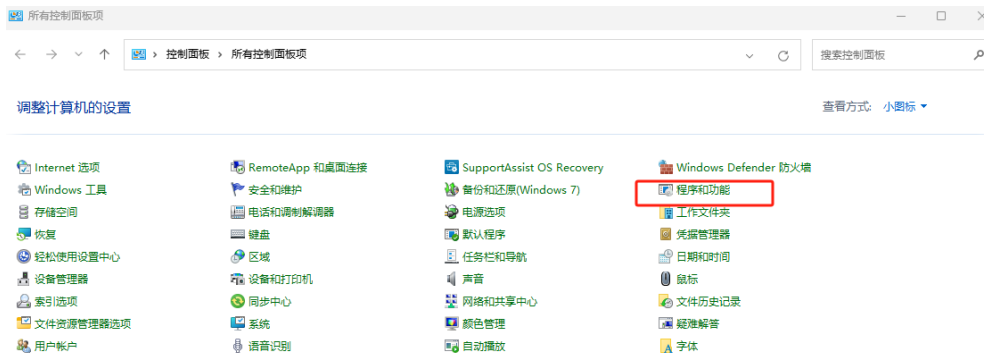 所有控制面板项
控制面板 › 所有控制面板项
搜索控制面板
调整计算机的设置
查看方式: 小图标
Internet 选项 RemoteApp 和桌面连接 SupportAssist OS Recovery Windows Defender 防火墙
Windows 工具 安全和维护 备份和还原(Windows 7) 程序和功能
存储空间 电话和调制解调器 电源选项 工作文件夹
恢复 键盘 默认程序 凭据管理器
轻松使用设置中心 区域 任务栏和导航 日期和时间
设备管理器 设备和打印机 声音 鼠标
索引选项 同步中心 网络和共享中心 文件历史记录
文件资源管理器选项 系统 颜色管理 疑难解答
用户帐户 语音识别 自动播放 字体